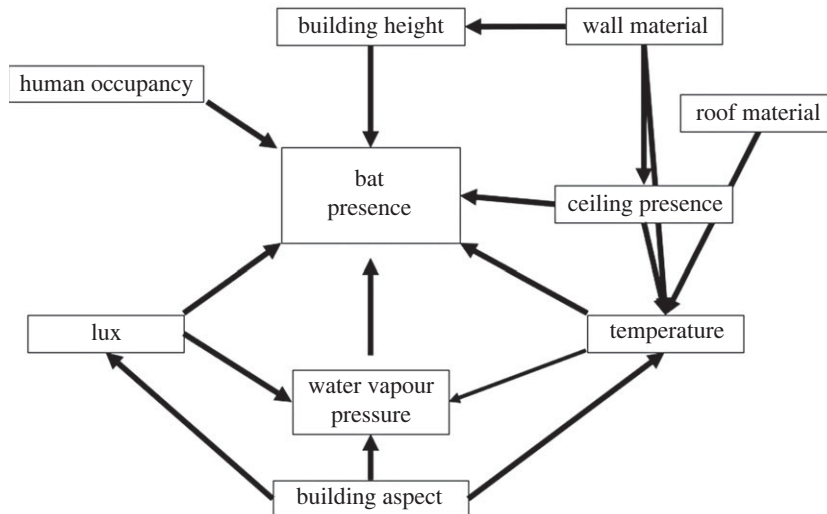 building height
wall material
human occupancy
roof material
bat
presence
ceiling presence
lux
temperature
water vapour
pressure
building aspect